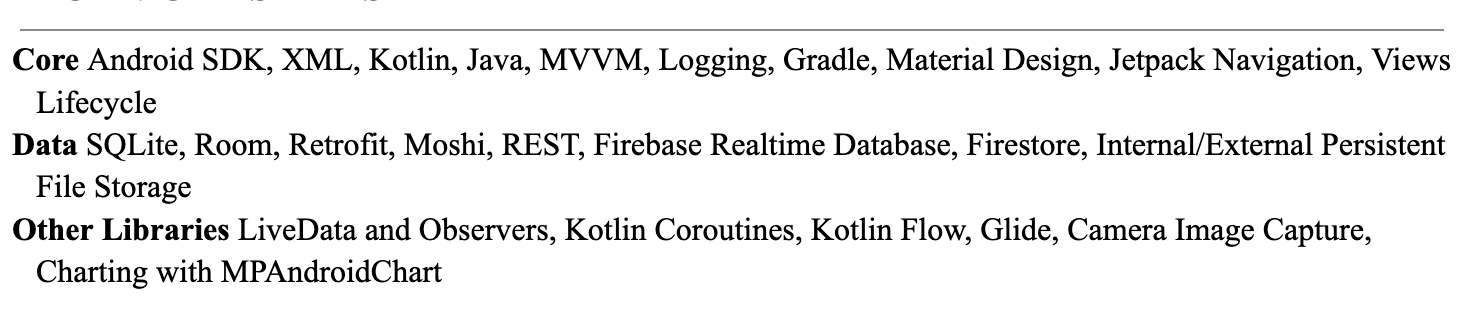 Core Android SDK, XML, Kotlin, Java, MVVM, Logging, Gradle, Material Design, Jetpack Navigation, Views
Lifecycle
Data SQLite, Room, Retrofit, Moshi, REST, Firebase Realtime Database, Firestore, Internal/External Persistent
File Storage
Other Libraries LiveData and Observers, Kotlin Coroutines, Kotlin Flow, Glide, Camera Image Capture,
Charting with MPAndroidChart